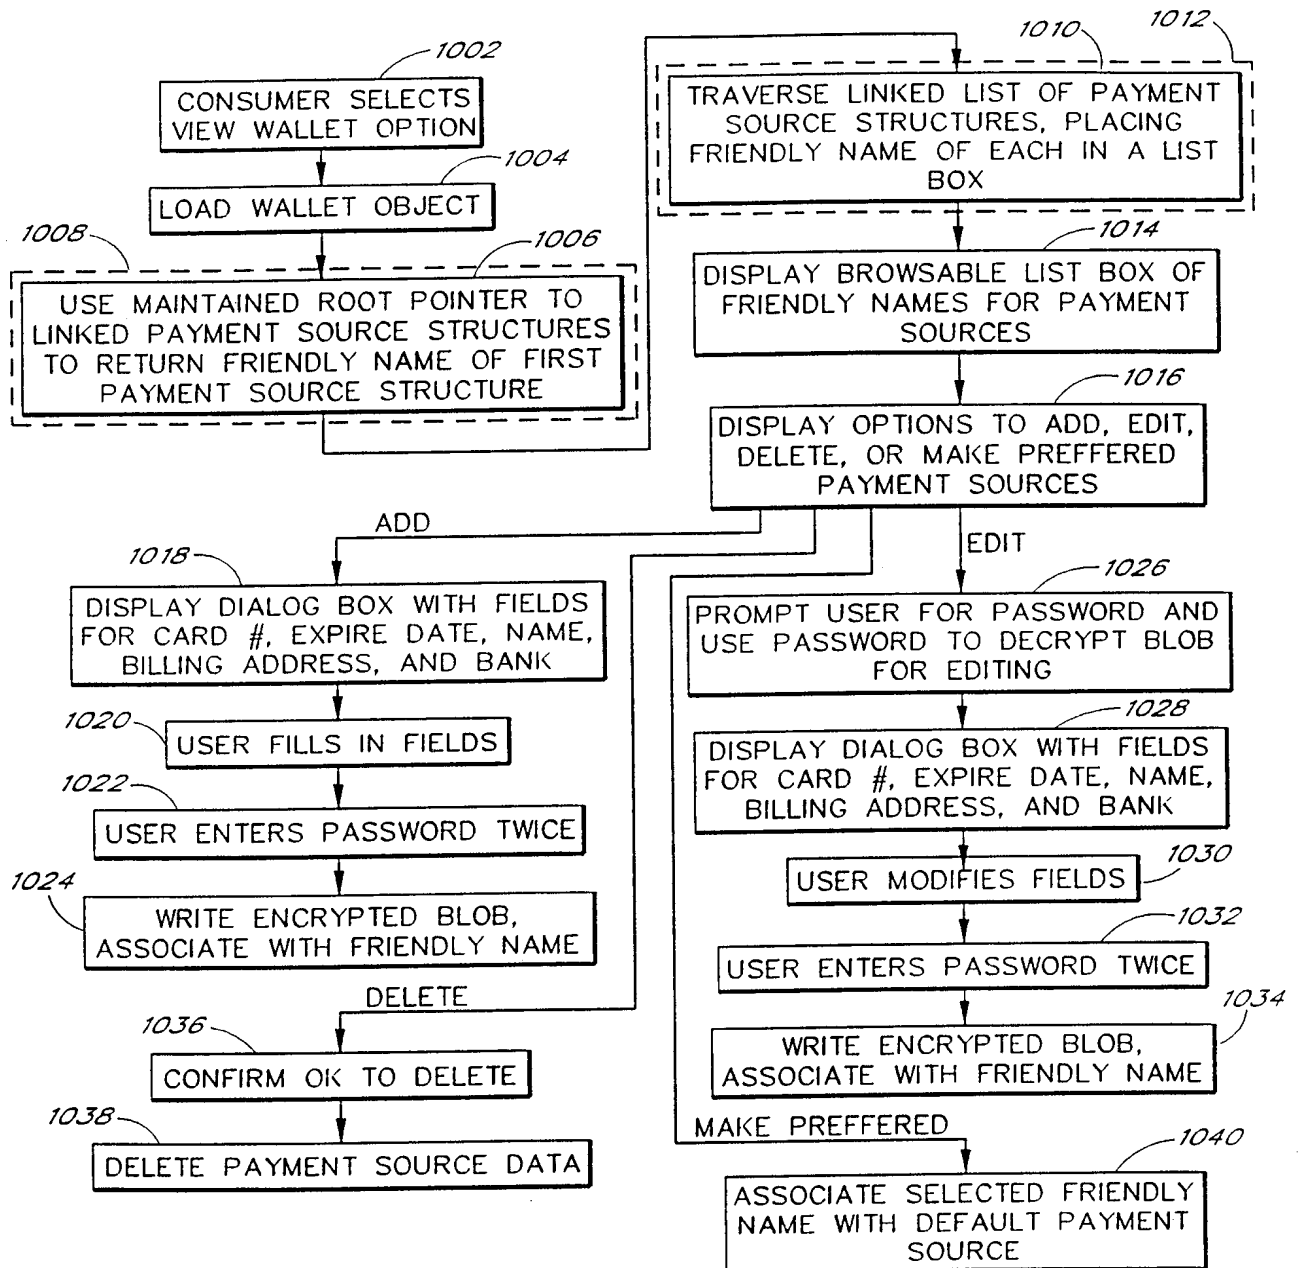 1002
CONSUMER SELECTS
VIEW WALLET OPTION
1004
LOAD WALLET OBJECT
1008
1006
USE MAINTAINED ROOT POINTER TO
LINKED PAYMENT SOURCE STRUCTURES
TO RETURN FRIENDLY NAME OF FIRST
PAYMENT SOURCE STRUCTURE
1010
1012
TRAVERSE LINKED LIST OF PAYMENT
SOURCE STRUCTURES, PLACING
FRIENDLY NAME OF EACH IN A LIST
BOX
1014
DISPLAY BROWSABLE LIST BOX OF
FRIENDLY NAMES FOR PAYMENT
SOURCES
1016
DISPLAY OPTIONS TO ADD, EDIT,
DELETE, OR MAKE PREFFERED
PAYMENT SOURCES
ADD
1018
DISPLAY DIALOG BOX WITH FIELDS
FOR CARD #, EXPIRE DATE, NAME,
BILLING ADDRESS, AND BANK
1020
USER FILLS IN FIELDS
1022
USER ENTERS PASSWORD TWICE
1024
WRITE ENCRYPTED BLOB,
ASSOCIATE WITH FRIENDLY NAME
EDIT
1026
PROMPT USER FOR PASSWORD AND
USE PASSWORD TO DECRYPT BLOB
FOR EDITING
1028
DISPLAY DIALOG BOX WITH FIELDS
FOR CARD #, EXPIRE DATE, NAME,
BILLING ADDRESS, AND BANK
1030
USER MODIFIES FIELDS
1032
USER ENTERS PASSWORD TWICE
1034
WRITE ENCRYPTED BLOB,
ASSOCIATE WITH FRIENDLY NAME
DELETE
1036
CONFIRM OK TO DELETE
1038
DELETE PAYMENT SOURCE DATA
MAKE PREFFERED
1040
ASSOCIATE SELECTED FRIENDLY
NAME WITH DEFAULT PAYMENT
SOURCE